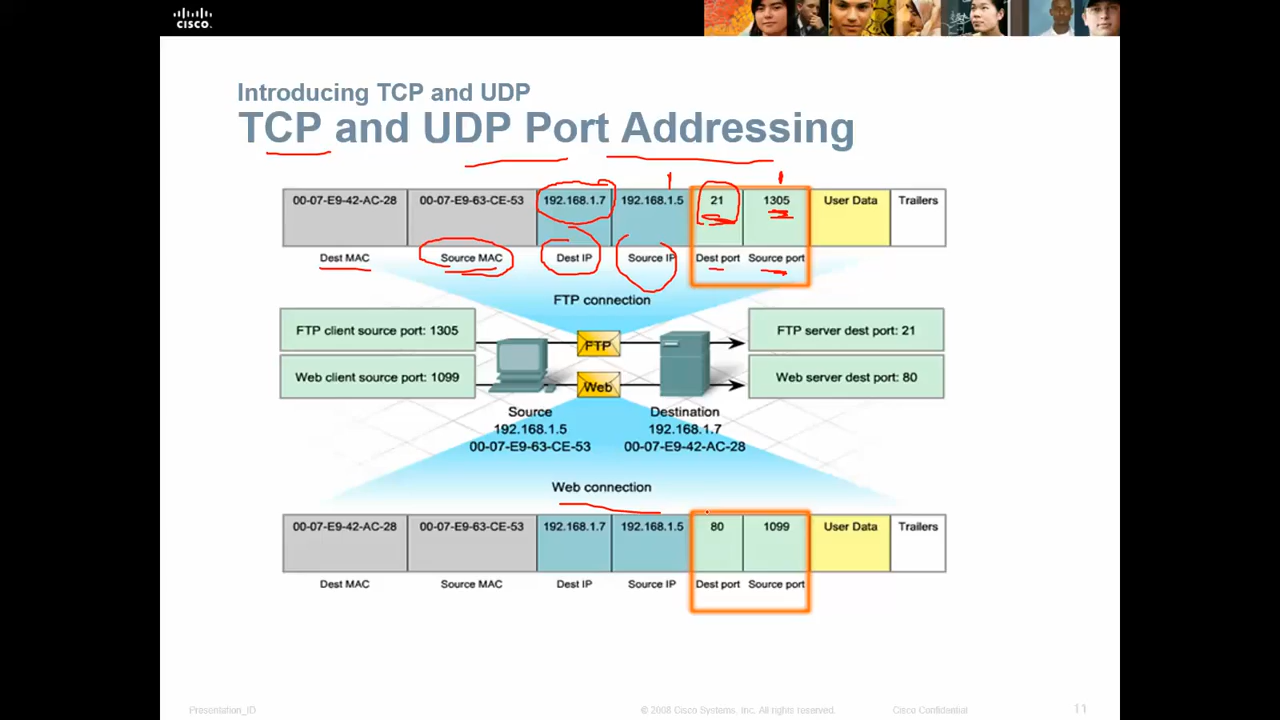 CISCO.
Introducing TCP and UDP
TCP and UDP Port Addressing
00-07-E9-42-AC-28 00-07-E9-63-CE-53 192.168.1.7 192.168.1.5 21 1305 User Data Trailers
Dest MAC Source MAC Dest IP Source IP Dest port Source port
FTP connection
FTP client source port: 1305 FTP FTP server dest port: 21
Web client source port: 1099 Web Web server dest port: 80
Source Destination
192.168.1.5 192.168.1.7
00-07-E9-63-CE-53 00-07-E9-42-AC-28
Web connection
00-07-E9-42-AC-28 00-07-E9-63-CE-53 192.168.1.7 192.168.1.5 80 1099 User Data Trailers
Dest MAC Source MAC Dest IP Source IP Dest port Source port
Presentation_ID © 2008 Cisco Systems, Inc. All rights reserved. Cisco Confidential 11